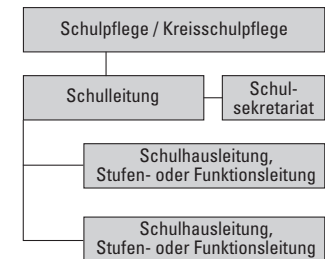 Schulpflege / Kreisschulpflege
Schulleitung
Schul-
sekretariat
Schulhausleitung,
Stufen- oder Funktionsleitung
Schulhausleitung,
Stufen- oder Funktionsleitung